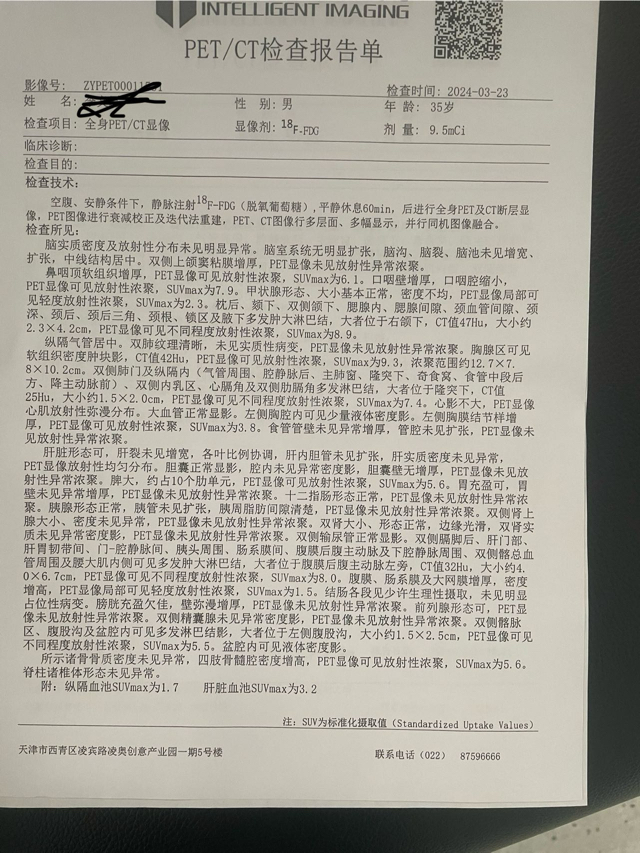 INTELLIGENT IMAGING
PET/CT检查报告单
影像号: ZYPET00011
检查时间: 2024-03-23
姓 名:
性 别: 男
年 龄: 35岁
检查项目: 全身PET/CT显像
显像剂: 18F-FDG
剂 量: 9.5mCi
临床诊断:
检查目的:
检查技术:
空腹、安静条件下，静脉注射18F-FDG（脱氧葡萄糖），平静休息60min，后进行全身PET及CT断层显
像，PET图像进行衰减校正及迭代法重建，PET、CT图像行多层面、多幅显示，并行同机图像融合。
检查所见:
脑实质密度及放射性分布未见明显异常。脑室系统无明显扩张，脑沟、脑裂、脑池未见增宽、
扩张，中线结构居中。双侧上颌窦粘膜增厚，PET显像未见放射性异常浓聚。
鼻咽顶软组织增厚，PET显像可见放射性浓聚，SUVmax为6.1。口咽壁增厚，口咽腔缩小，
PET显像可见放射性浓聚，SUVmax为7.9。甲状腺形态、大小基本正常，密度不均，PET显像局部可
见轻度放射性浓聚，SUVmax为2.3。枕后、颏下、双侧颌下、腮腺内、腮腺间隙、颈血管间隙、颈
深、颈后、颈后三角、颈根、锁区及腋下多发肿大淋巴结，大者位于右颌下，CT值47Hu，大小约
2.3×4.2cm，PET显像可见不同程度放射性浓聚，SUVmax为8.9。
纵隔气管居中。双肺纹理清晰，未见实质性病变，PET显像未见放射性异常浓聚。胸腺区可见
软组织密度肿块影，CT值42Hu，PET显像可见放射性浓聚，SUVmax为9.3，浓聚范围约12.7×7.
8×10.2cm。双侧肺门及纵隔内（气管周围、腔静脉后、主肺窗、隆突下、奇食窝、食管中段后
方、降主动脉前）、双侧内乳区、心膈角及双侧肋膈角多发淋巴结，大者位于隆突下，CT值
25Hu，大小约1.5×2.0cm，PET显像可见不同程度放射性浓聚，SUVmax为7.4。心影不大，PET显像
心肌放射性弥漫分布。大血管正常显影。左侧胸腔内可见少量液体密度影。左侧胸膜结节样增
厚，PET显像可见放射性浓聚，SUVmax为3.8。食管管壁未见异常增厚，管腔未见扩张，PET显像未
见放射性异常浓聚。
肝脏形态可，肝裂未见增宽，各叶比例协调，肝内胆管未见扩张，肝实质密度未见异常，
PET显像放射性均匀分布。胆囊正常显影，腔内未见异常密度影，胆囊壁无增厚，PET显像未见放
射性异常浓聚。脾大，约占10个肋单元，PET显像可见放射性浓聚，SUVmax为5.6。胃充盈可，胃
壁未见异常增厚，PET显像未见放射性异常浓聚。十二指肠形态正常，PET显像未见放射性异常浓
聚。胰腺形态正常，胰管未见扩张，胰周脂肪间隙清楚，PET显像未见放射性异常浓聚。双侧肾上
腺大小、密度未见异常，PET显像未见放射性异常浓聚。双肾大小、形态正常，边缘光滑，双肾实
质未见异常密度影，PET显像未见放射性异常浓聚。双侧输尿管正常显影。双侧膈脚后、肝门部、
肝胃韧带间、门-腔静脉间、胰头周围、肠系膜间、腹膜后腹主动脉及下腔静脉周围、双侧髂总血
管周围及腰大肌内侧可见多发肿大淋巴结，大者位于腹膜后腹主动脉左旁，CT值32Hu，大小约4.
0×6.7cm，PET显像可见不同程度放射性浓聚，SUVmax为8.0。腹膜、肠系膜及大网膜增厚，密度
增高，PET显像局部可见轻度放射性浓聚，SUVmax为1.5。结肠各段见少许生理性摄取，未见明显
占位性病变。膀胱充盈欠佳，壁弥漫增厚，PET显像未见放射性异常浓聚。前列腺形态可，PET显
像未见放射性异常浓聚。双侧精囊腺未见异常密度影，PET显像未见放射性异常浓聚。双侧髂脉
区、腹股沟及盆腔内可见多发淋巴结影，大者位于左侧腹股沟，大小约1.5×2.5cm，PET显像可见
不同程度放射性浓聚，SUVmax为5.5。盆腔内可见液体密度影。
所示诸骨骨质密度未见异常，四肢骨髓腔密度增高，PET显像可见放射性浓聚，SUVmax为5.6。
脊柱诸椎体形态未见异常。
附: 纵隔血池SUVmax为1.7 肝脏血池SUVmax为3.2
注: SUV为标准化摄取值（Standardized Uptake Values）
天津市西青区凌宾路凌奥创意产业园一期5号楼
联系电话（022） 87596666